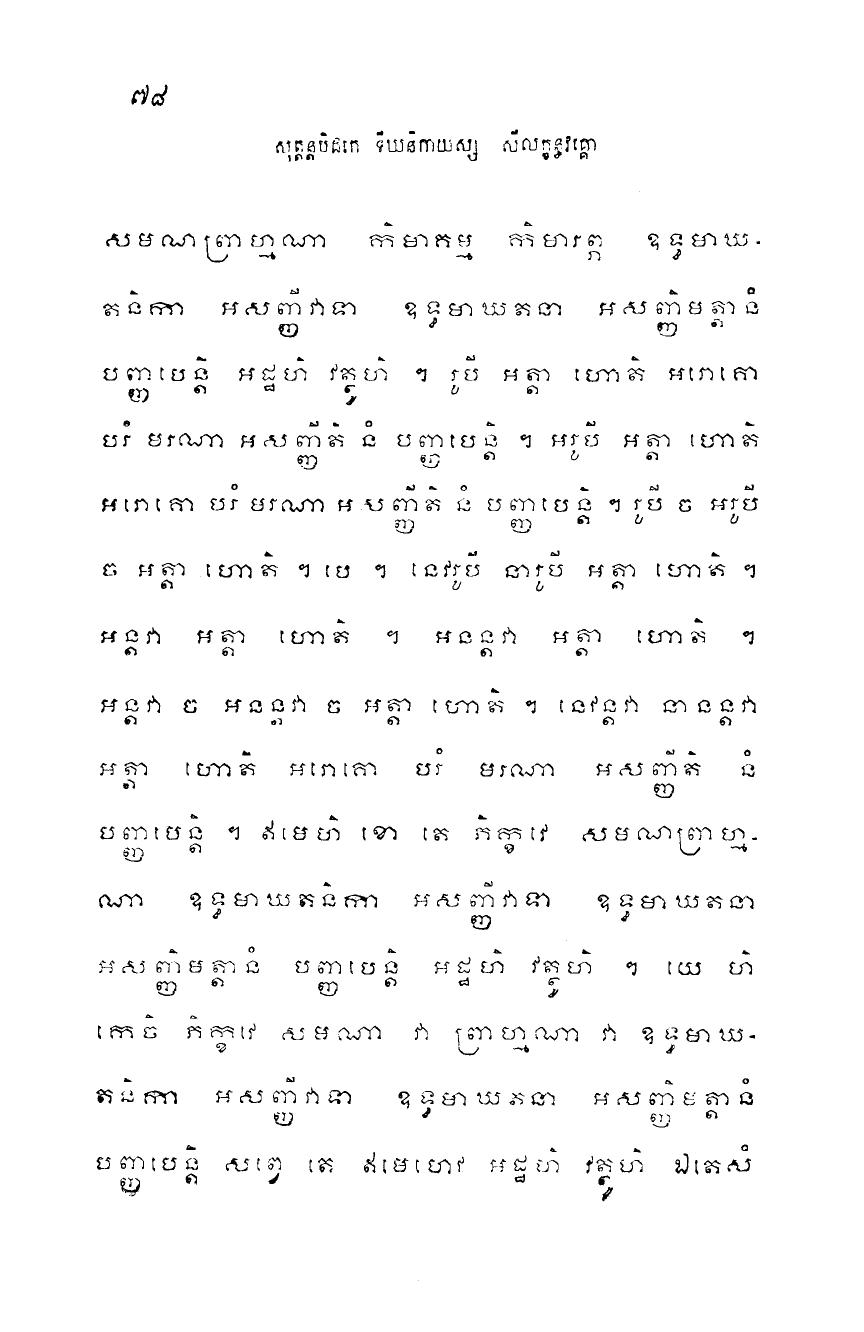 ៧៨
សុត្តន្តបិដកេ ទីឃនិកាយស្ស សីលក្ខន្ធវគ្គោ
សមណព្រាហ្មណា កិមាគម្ម កិមារព្ភ ឧទ្ធមាឃ-
តនិកា អសញ្ញីវាទា ឧទ្ធមាឃតនា អសញ្ញិមត្តានំ
បញ្ញបេន្តិ អដ្ឋហិ វត្ថូហិ ។ រូបី អត្តា ហោតិ អរោគោ
បរំ មរណា អសញ្ញីតិ នំ បញ្ញបេន្តិ ។ អរូបី អត្តា ហោតិ
អរោគោ បរំ មរណា អសញ្ញីតិ នំ បញ្ញបេន្តិ ។ រូបី ច អរូបី
ច អត្តា ហោតិ ។ បេ ។ នេវរូបី នារូបី អត្តា ហោតិ ។
អន្តវា អត្តា ហោតិ ។ អនន្តវា អត្តា ហោតិ ។
អន្តវា ច អនន្តវា ច អត្តា ហោតិ ។ នេវន្តវា នានន្តវា
អត្តា ហោតិ អរោគោ បរំ មរណា អសញ្ញីតិ នំ
បញ្ញបេន្តិ ។ ឥមេហិ ខោ តេ ភិក្ខវេ សមណព្រាហ្ម-
ណា ឧទ្ធមាឃតនិកា អសញ្ញីវាទា ឧទ្ធមាឃតនា
អសញ្ញិមត្តានំ បញ្ញបេន្តិ អដ្ឋហិ វត្ថូហិ ។ យេ ហិ
កេចិ ភិក្ខវេ សមណា វា ព្រាហ្មណា វា ឧទ្ធមាឃ-
តនិកា អសញ្ញីវាទា ឧទ្ធមាឃតនា អសញ្ញិមត្តានំ
បញ្ញបេន្តិ សព្វេ តេ ឥមេហេវ អដ្ឋហិ វត្ថូហិ ឯតេសំ